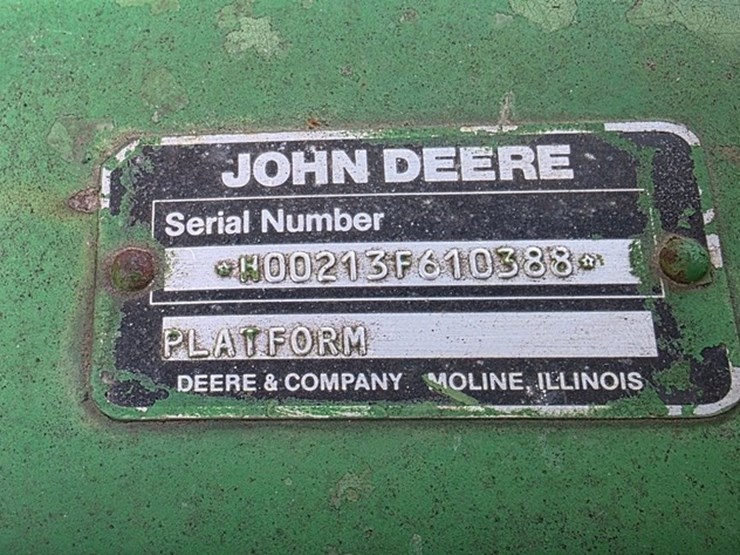 JOHN DEERE
Serial Number
*H00213F610388*
PLATFORM
DEERE & COMPANY MOLINE, ILLINOIS